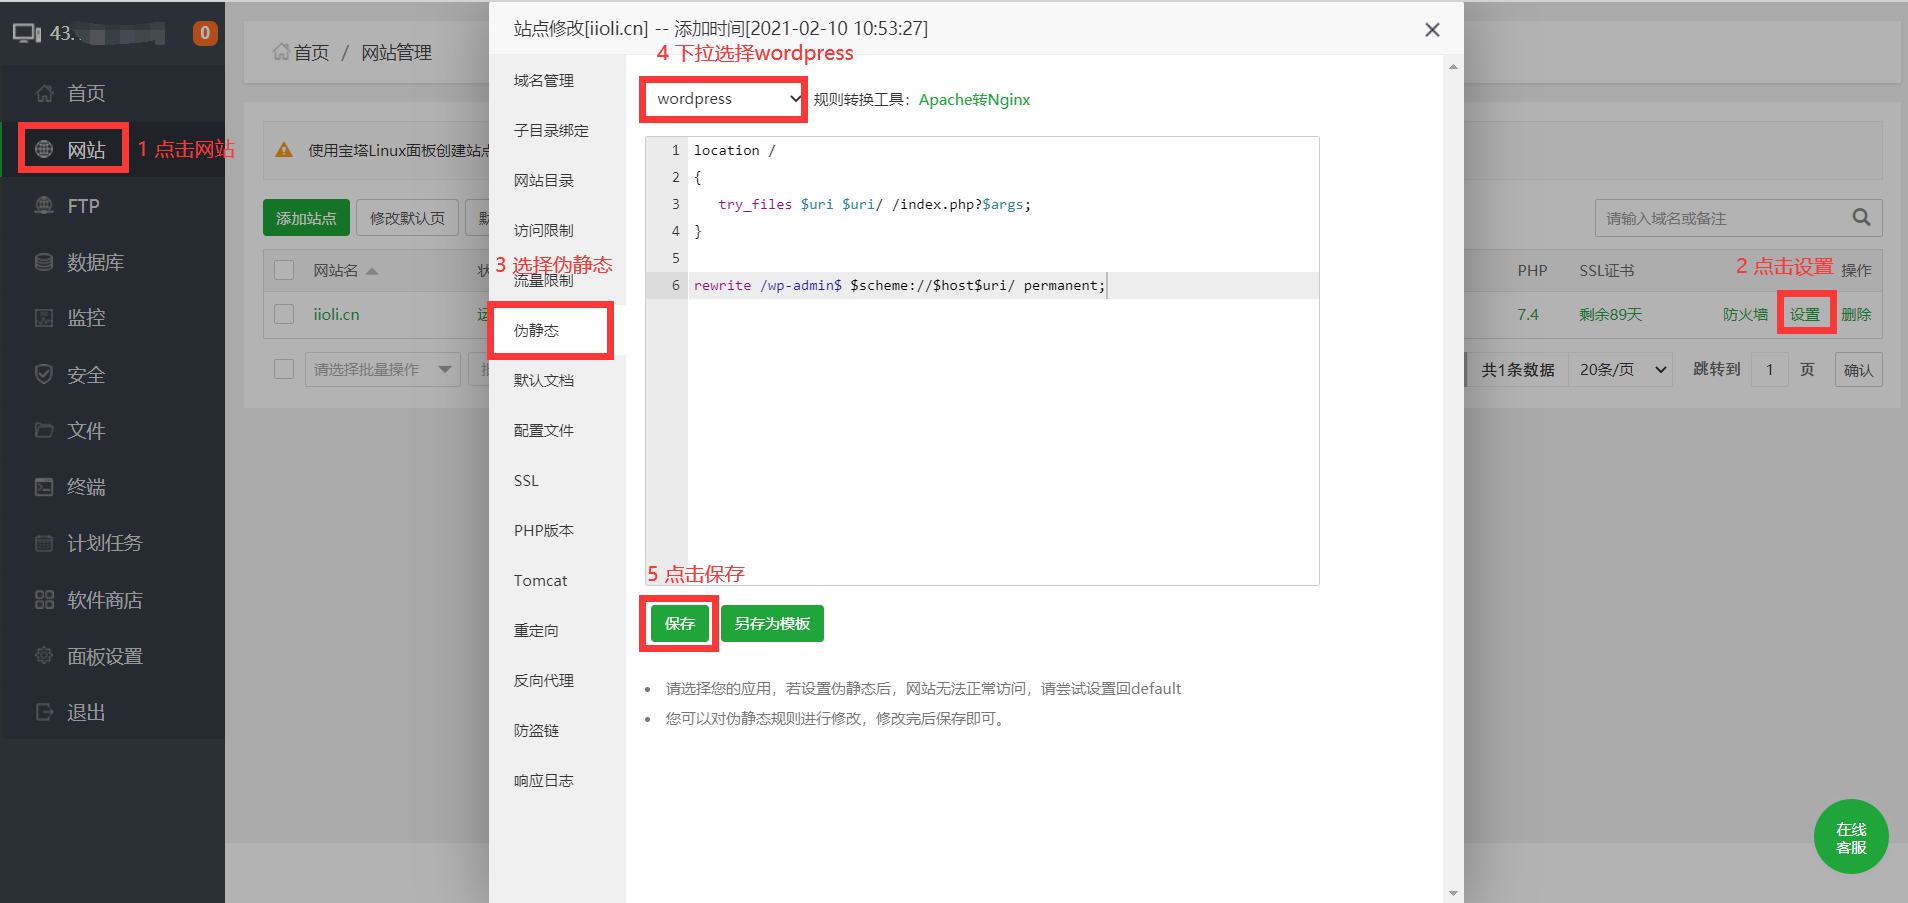 43.
0
首页
网站
1 点击网站
FTP
数据库
监控
安全
文件
终端
计划任务
软件商店
面板设置
退出
首页 / 网站管理
使用宝塔Linux面板创建站点
添加站点
修改默认页
网站名
iioli.cn
请选择批量操作
站点修改[iioli.cn] -- 添加时间[2021-02-10 10:53:27]
4 下拉选择wordpress
域名管理
子目录绑定
网站目录
访问限制
3 选择伪静态
流量限制
伪静态
默认文档
配置文件
SSL
PHP版本
Tomcat
重定向
反向代理
防盗链
响应日志
wordpress
规则转换工具：Apache转Nginx
1 location /
2 {
3 try_files $uri $uri/ /index.php?$args;
4 }
5
6 rewrite /wp-admin$ $scheme://$host$uri/ permanent;
5 点击保存
保存
另存为模板
请选择您的应用，若设置伪静态后，网站无法正常访问，请尝试设置回default
您可以对伪静态规则进行修改，修改完后保存即可。
请输入域名或备注
PHP
SSL证书
2 点击设置
操作
7.4
剩余89天
防火墙
设置
删除
共1条数据
20条/页
跳转到
1
页
确认
在线
客服